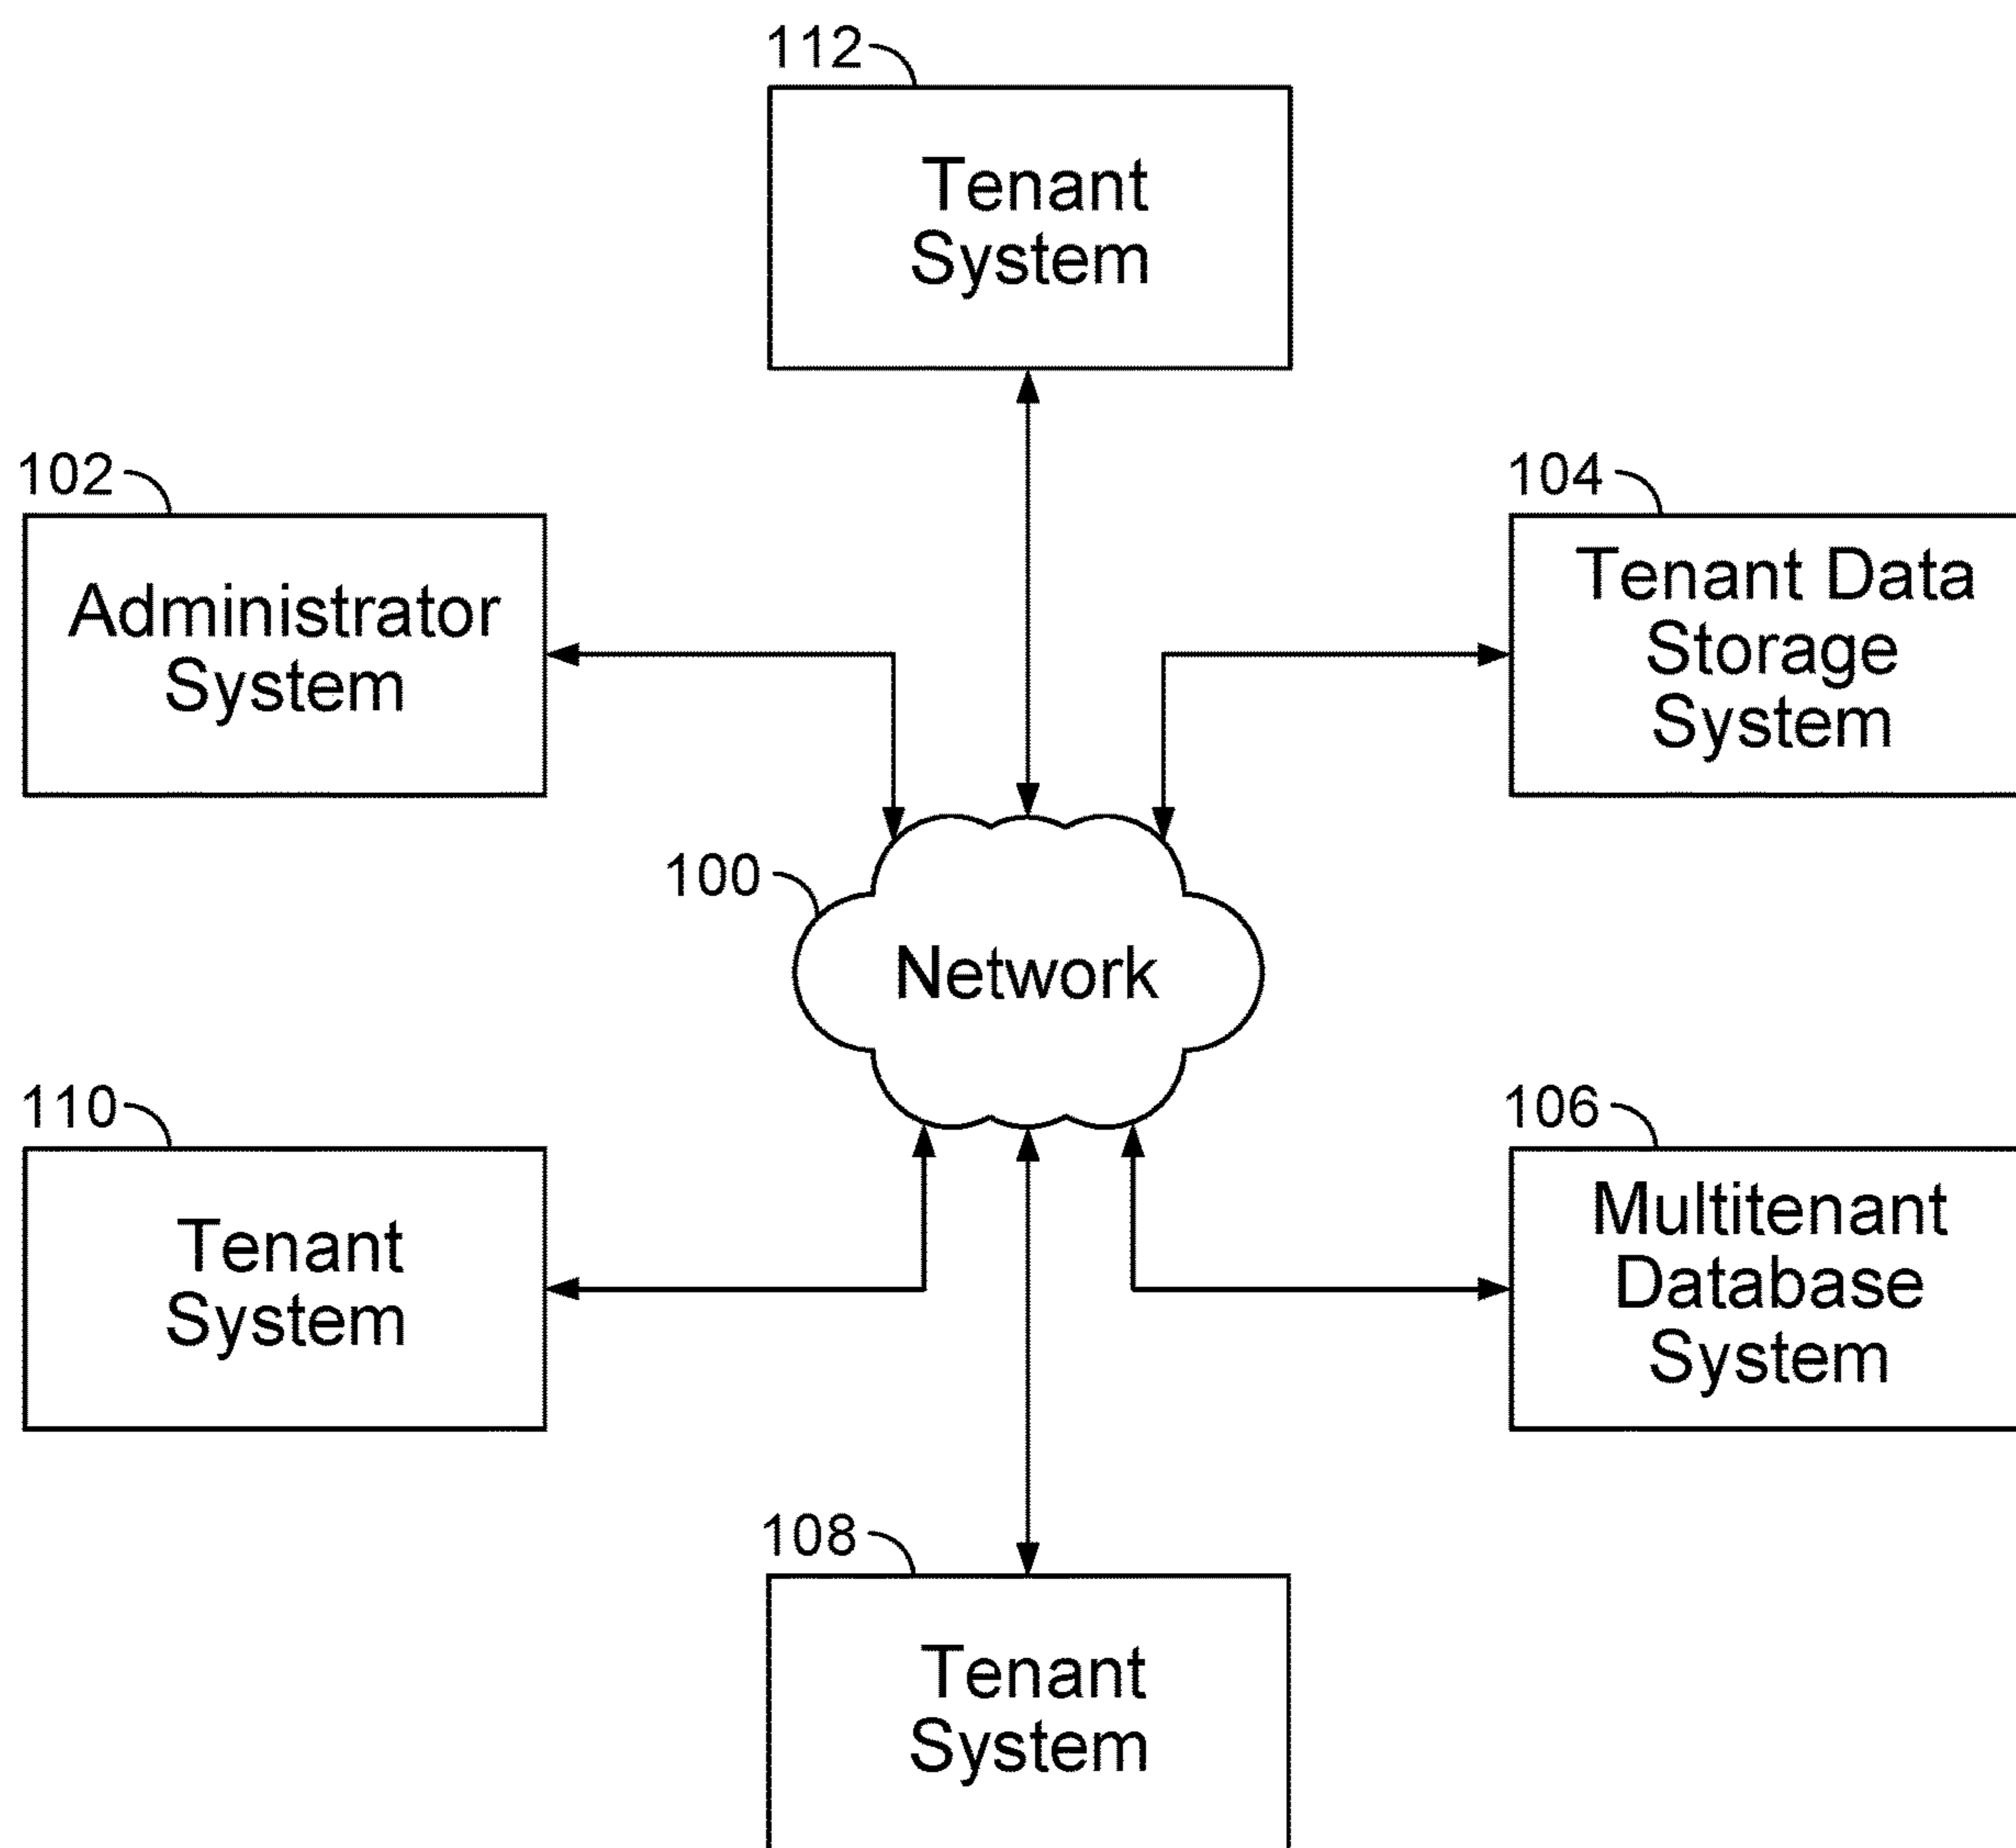 112
Tenant
System
102
Administrator
System
104
Tenant Data
Storage
System
100
Network
110
Tenant
System
106
Multitenant
Database
System
108
Tenant
System